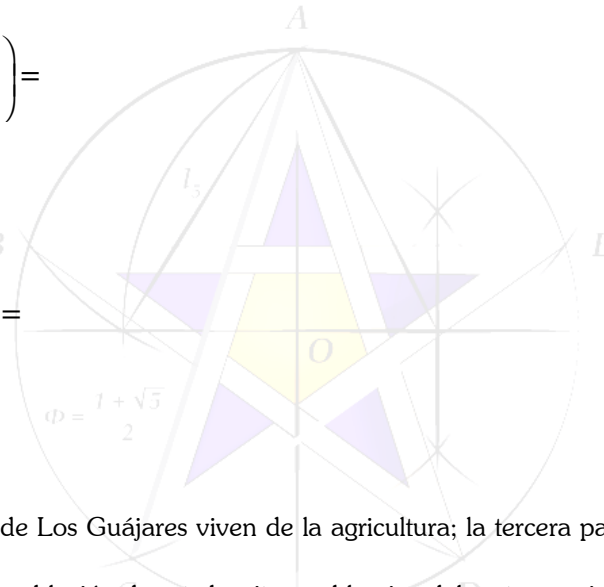 A
)=
l5
=
O
Φ = 1 + √5
2
de Los Guájares viven de la agricultura; la tercera pa